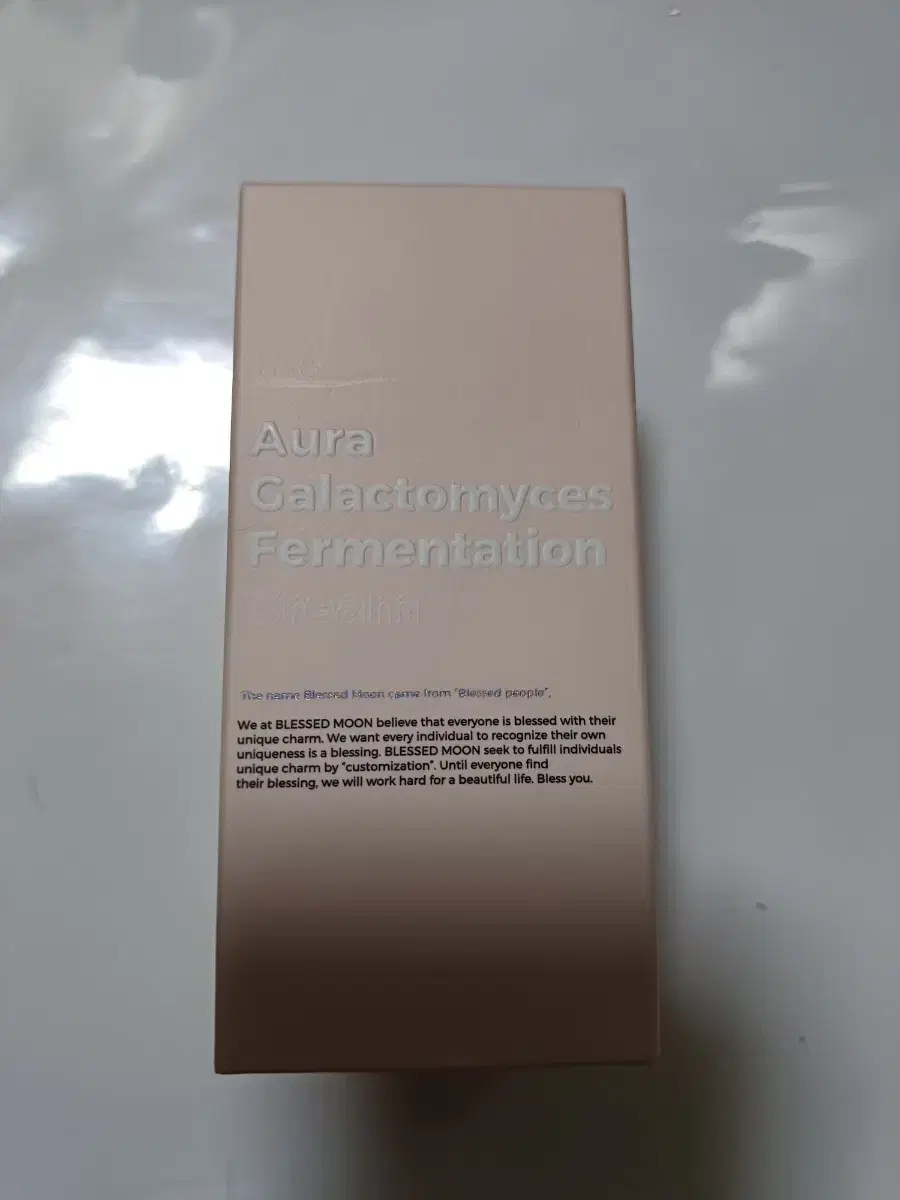 Aura
Galactomyces
Fermentation
The name Blessed Moon came from "Blessed people".
We at BLESSED MOON believe that everyone is blessed with their
unique charm. We want every individual to recognize their own
uniqueness is a blessing. BLESSED MOON seek to fulfill individuals
unique charm by "customization". Until everyone find
their blessing, we will work hard for a beautiful life. Bless you.